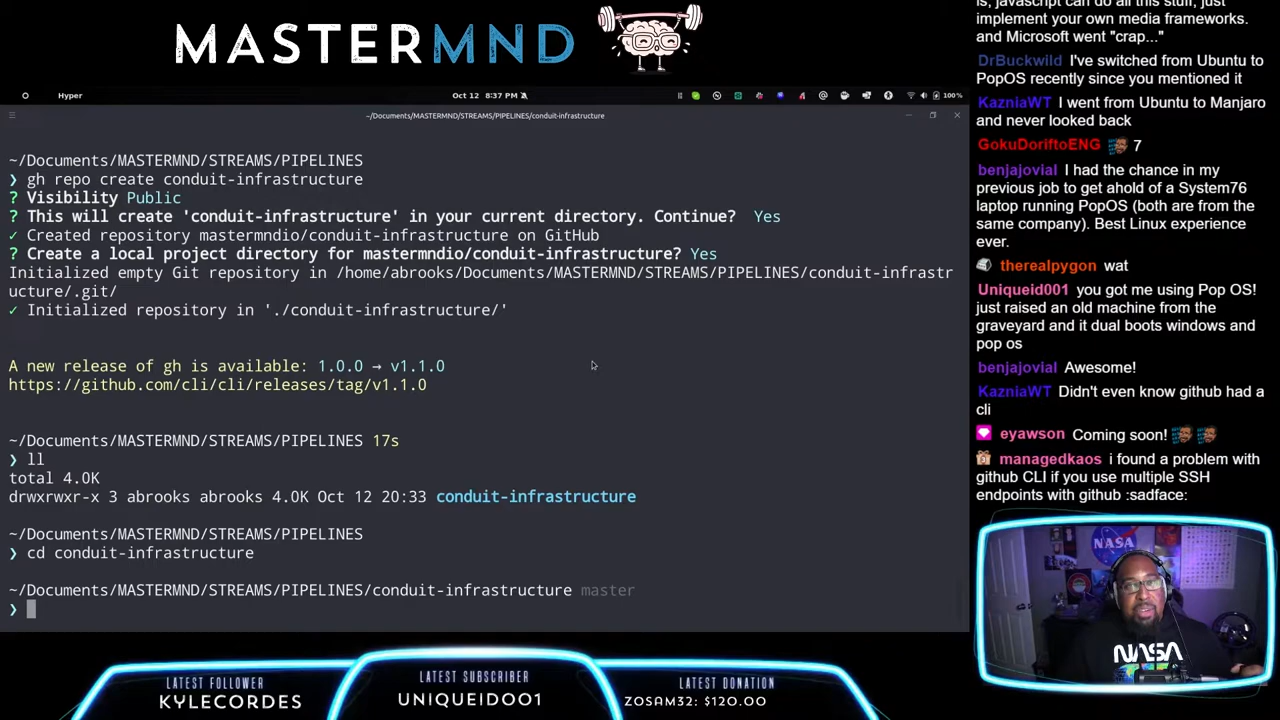 MASTERMND
Hyper
Oct 12 8:37 PM
100%
~/Documents/MASTERMND/STREAMS/PIPELINES/conduit-infrastructure
~/Documents/MASTERMND/STREAMS/PIPELINES
❯ gh repo create conduit-infrastructure
? Visibility Public
? This will create 'conduit-infrastructure' in your current directory. Continue? Yes
✓ Created repository mastermndio/conduit-infrastructure on GitHub
? Create a local project directory for mastermndio/conduit-infrastructure? Yes
Initialized empty Git repository in /home/abrooks/Documents/MASTERMND/STREAMS/PIPELINES/conduit-infrastr
ucture/.git/
✓ Initialized repository in './conduit-infrastructure/'
A new release of gh is available: 1.0.0 → v1.1.0
https://github.com/cli/cli/releases/tag/v1.1.0
~/Documents/MASTERMND/STREAMS/PIPELINES 17s
❯ ll
total 4.0K
drwxrwxr-x 3 abrooks abrooks 4.0K Oct 12 20:33 conduit-infrastructure
~/Documents/MASTERMND/STREAMS/PIPELINES
❯ cd conduit-infrastructure
~/Documents/MASTERMND/STREAMS/PIPELINES/conduit-infrastructure master
❯
is, javascript can do all this stuff, just
implement your own media frameworks.
and Microsoft went "crap..."
DrBuckwild I've switched from Ubuntu to
PopOS recently since you mentioned it
KazniaWT I went from Ubuntu to Manjaro
and never looked back
GokuDoriftoENG 7
benjajovial I had the chance in my
previous job to get ahold of a System76
laptop running PopOS (both are from the
same company). Best Linux experience
ever.
therealpygon wat
Uniqueid001 you got me using Pop OS!
just raised an old machine from the
graveyard and it dual boots windows and
pop os
benjajovial Awesome!
KazniaWT Didn't even know github had a
cli
eyawson Coming soon!
managedkaos i found a problem with
github CLI if you use multiple SSH
endpoints with github :sadface:
NASA
NASA
LATEST FOLLOWER
KYLECORDES
LATEST SUBSCRIBER
UNIQUEID001
LATEST DONATION
ZOSAM32: $120.00